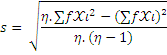 s = √((η.∑fXi² − (∑fXi)²) / (η. (η − 1)))